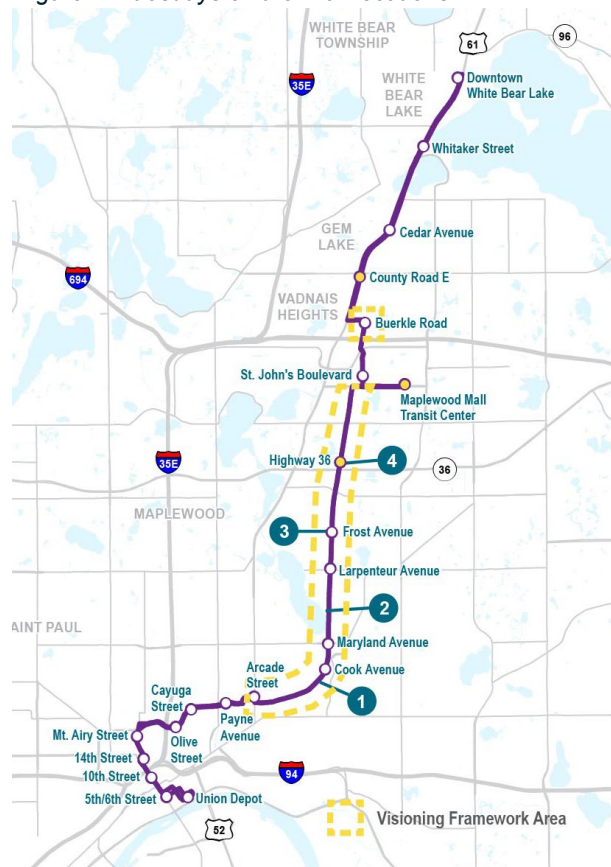 WHITE BEAR
TOWNSHIP
61
96
35E
WHITE
BEAR
LAKE
Downtown
White Bear Lake
Whitaker Street
GEM
LAKE
Cedar Avenue
694
County Road E
VADNAIS
HEIGHTS
Buerkle Road
St. John's Boulevard
Maplewood Mall
Transit Center
35E
Highway 36
4
36
MAPLEWOOD
3
Frost Avenue
Larpenteur Avenue
2
AINT PAUL
Maryland Avenue
Arcade
Street
Cook Avenue
Cayuga
Street
1
Payne
Avenue
Mt. Airy Street
Olive
Street
14th Street
10th Street
94
5th/6th Street
Union Depot
52
Visioning Framework Area